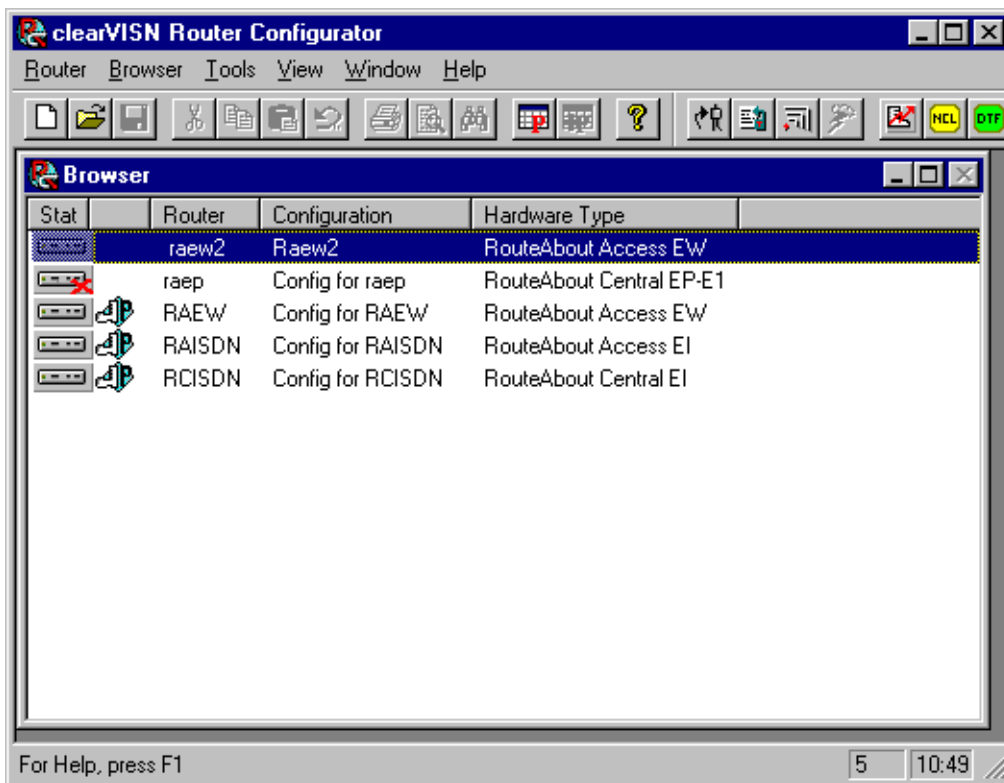 clearVISN Router Configurator
Router Browser Tools View Window Help
NCL DTF
Browser
Stat Router Configuration Hardware Type
raew2 Raew2 RouteAbout Access EW
raep Config for raep RouteAbout Central EP-E1
RAEW Config for RAEW RouteAbout Access EW
RAISDN Config for RAISDN RouteAbout Access EI
RCISDN Config for RCISDN RouteAbout Central EI
For Help, press F1 5 10:49